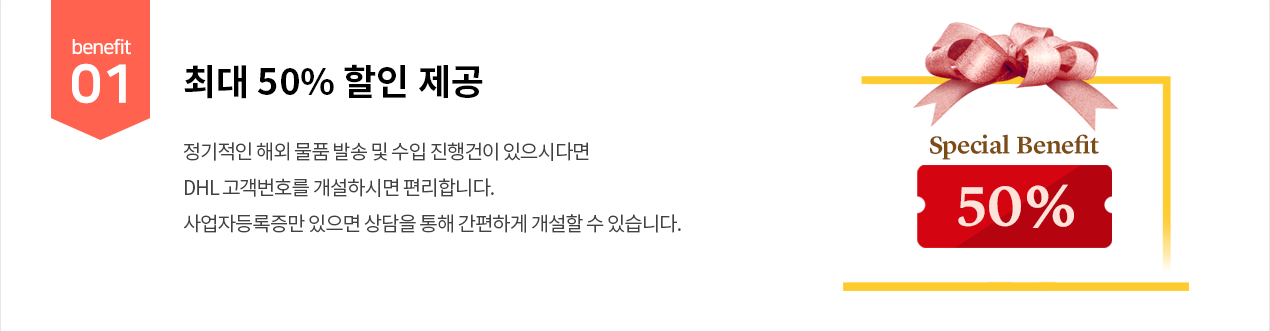 benefit
01
최대 50% 할인 제공
정기적인 해외 물품 발송 및 수입 진행건이 있으시다면
DHL 고객번호를 개설하시면 편리합니다.
사업자등록증만 있으면 상담을 통해 간편하게 개설할 수 있습니다.
Special Benefit
50%